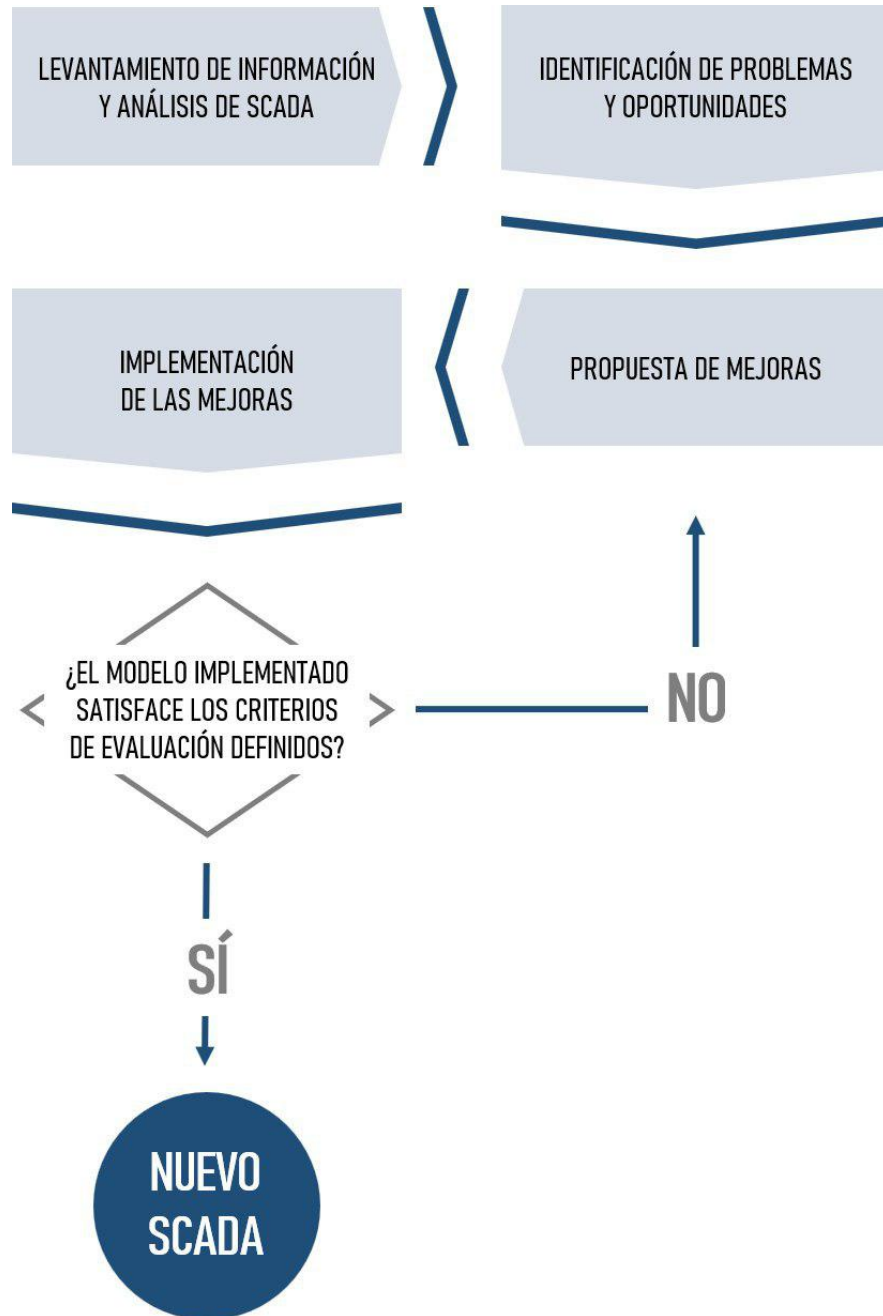 LEVANTAMIENTO DE INFORMACIÓN
Y ANÁLISIS DE SCADA
IDENTIFICACIÓN DE PROBLEMAS
Y OPORTUNIDADES
PROPUESTA DE MEJORAS
IMPLEMENTACIÓN
DE LAS MEJORAS
¿EL MODELO IMPLEMENTADO
SATISFACE LOS CRITERIOS
DE EVALUACIÓN DEFINIDOS?
NO
SÍ
NUEVO
SCADA